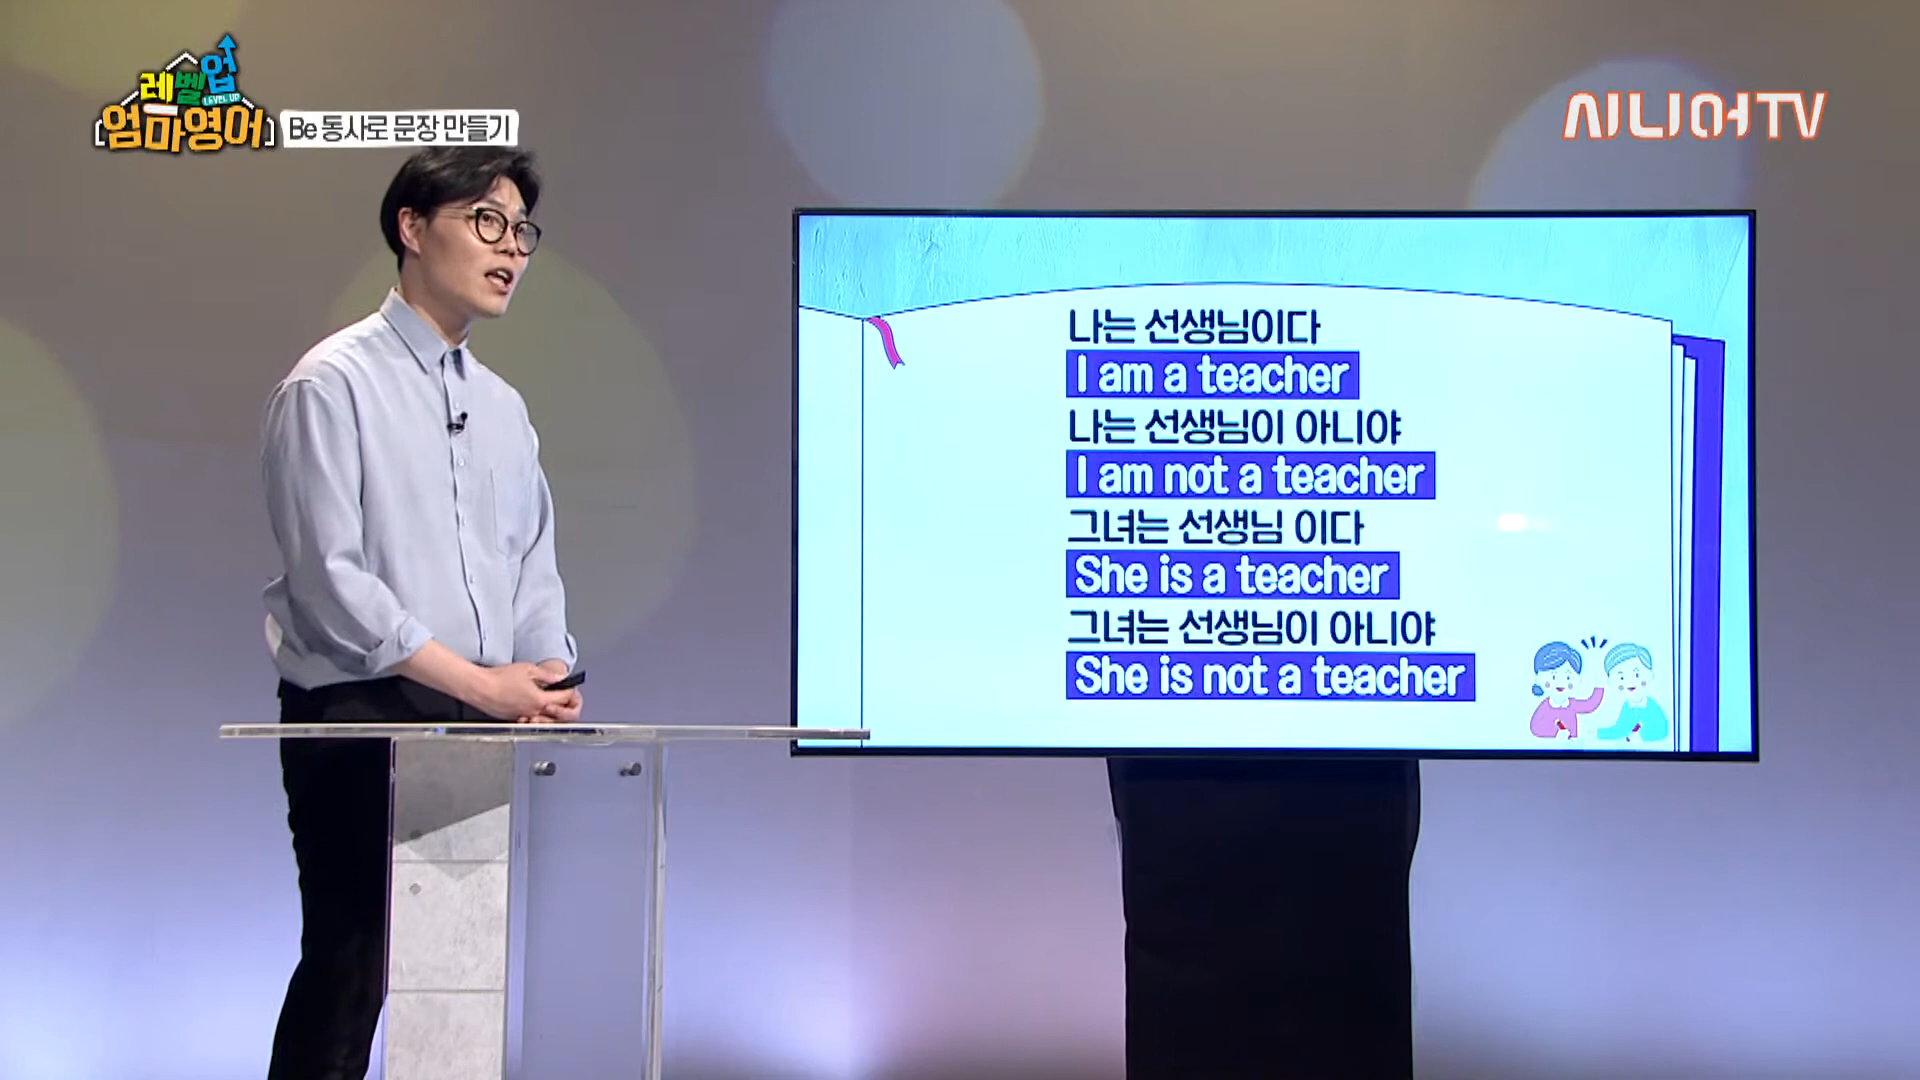 레벨업
LEVEL UP
엄마영어
Be 동사로 문장 만들기
시니어TV
나는 선생님이다
I am a teacher
나는 선생님이 아니야
I am not a teacher
그녀는 선생님 이다
She is a teacher
그녀는 선생님이 아니야
She is not a teacher